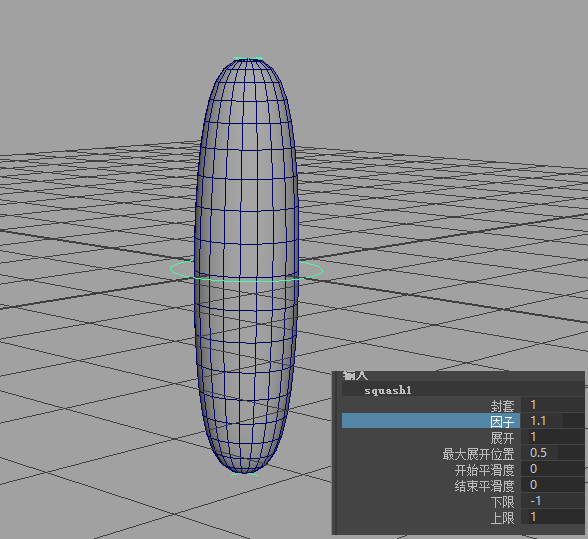 输入
squash1
封套 1
因子 1.1
展开 1
最大展开位置 0.5
开始平滑度 0
结束平滑度 0
下限 -1
上限 1